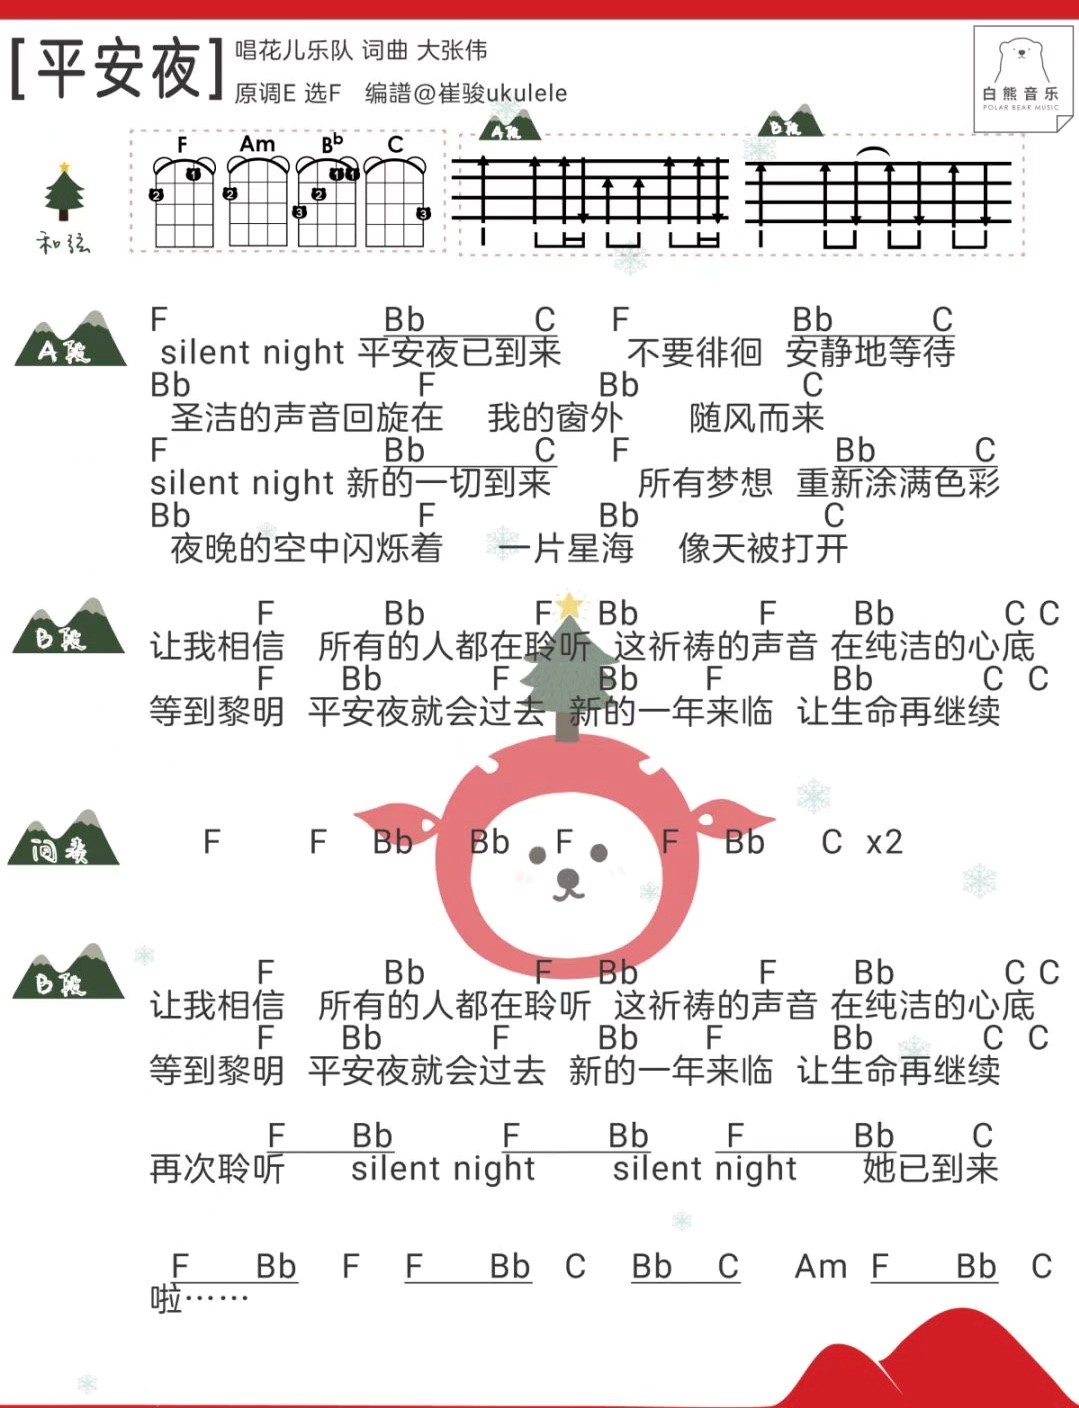 [平安夜]
唱花儿乐队 词曲 大张伟
原调E 选F 编譜@崔骏ukulele
白熊音乐
POLAR BEAR MUSIC
A段
B段
F Am Bb C
2 1 2 3 2 1 1 3
和弦
A段
F Bb C F Bb C
silent night 平安夜已到来 不要徘徊 安静地等待
Bb F Bb C
圣洁的声音回旋在 我的窗外 随风而来
F Bb C F Bb C
silent night 新的一切到来 所有梦想 重新涂满色彩
Bb F Bb C
夜晚的空中闪烁着 一片星海 像天被打开
B段
F Bb F Bb F Bb C C
让我相信 所有的人都在聆听 这祈祷的声音 在纯洁的心底
F Bb F Bb F Bb C C
等到黎明 平安夜就会过去 新的一年来临 让生命再继续
间奏
F F Bb Bb F F Bb C x2
B段
F Bb F Bb F Bb C C
让我相信 所有的人都在聆听 这祈祷的声音 在纯洁的心底
F Bb F Bb F Bb C C
等到黎明 平安夜就会过去 新的一年来临 让生命再继续
F Bb F Bb F Bb C
再次聆听 silent night silent night 她已到来
F Bb F F Bb C Bb C Am F Bb C
啦……